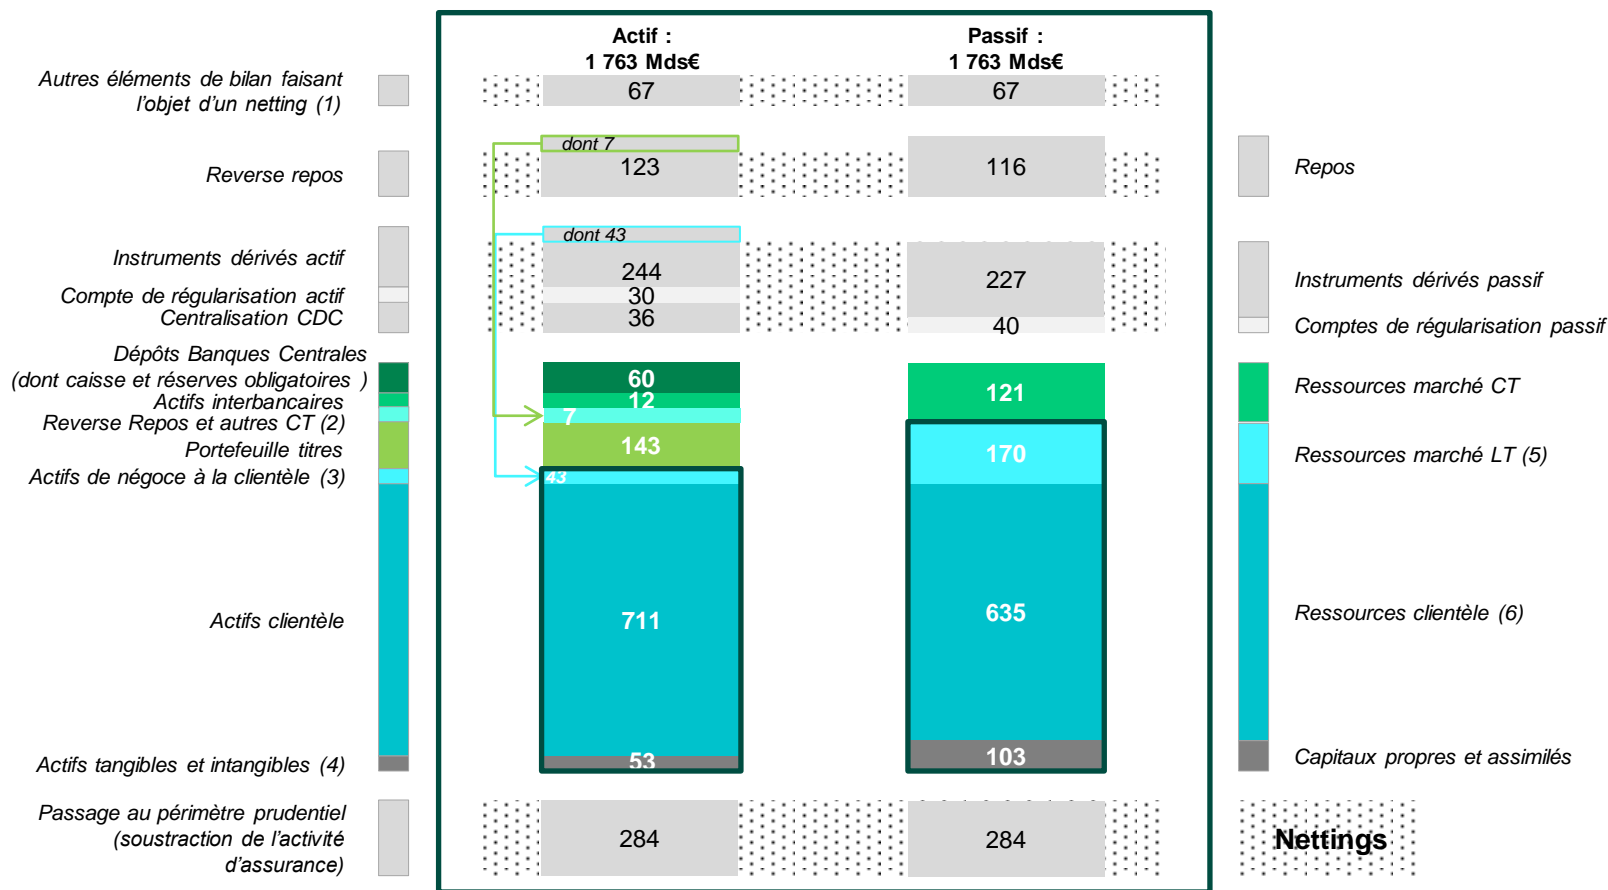 Actif :
1 763 Mds€
Passif :
1 763 Mds€
Autres éléments de bilan faisant
l'objet d'un netting (1)
67
67
dont 7
Reverse repos
123
116
Repos
dont 43
Instruments dérivés actif
244
227
Instruments dérivés passif
Compte de régularisation actif
30
Centralisation CDC
36
40
Comptes de régularisation passif
Dépôts Banques Centrales
(dont caisse et réserves obligatoires )
60
121
Ressources marché CT
Actifs interbancaires
12
Reverse Repos et autres CT (2)
7
Portefeuille titres
143
170
Ressources marché LT (5)
Actifs de négoce à la clientèle (3)
43
Actifs clientèle
711
635
Ressources clientèle (6)
Actifs tangibles et intangibles (4)
53
103
Capitaux propres et assimilés
Passage au périmètre prudentiel
(soustraction de l'activité
d'assurance)
284
284
Nettings